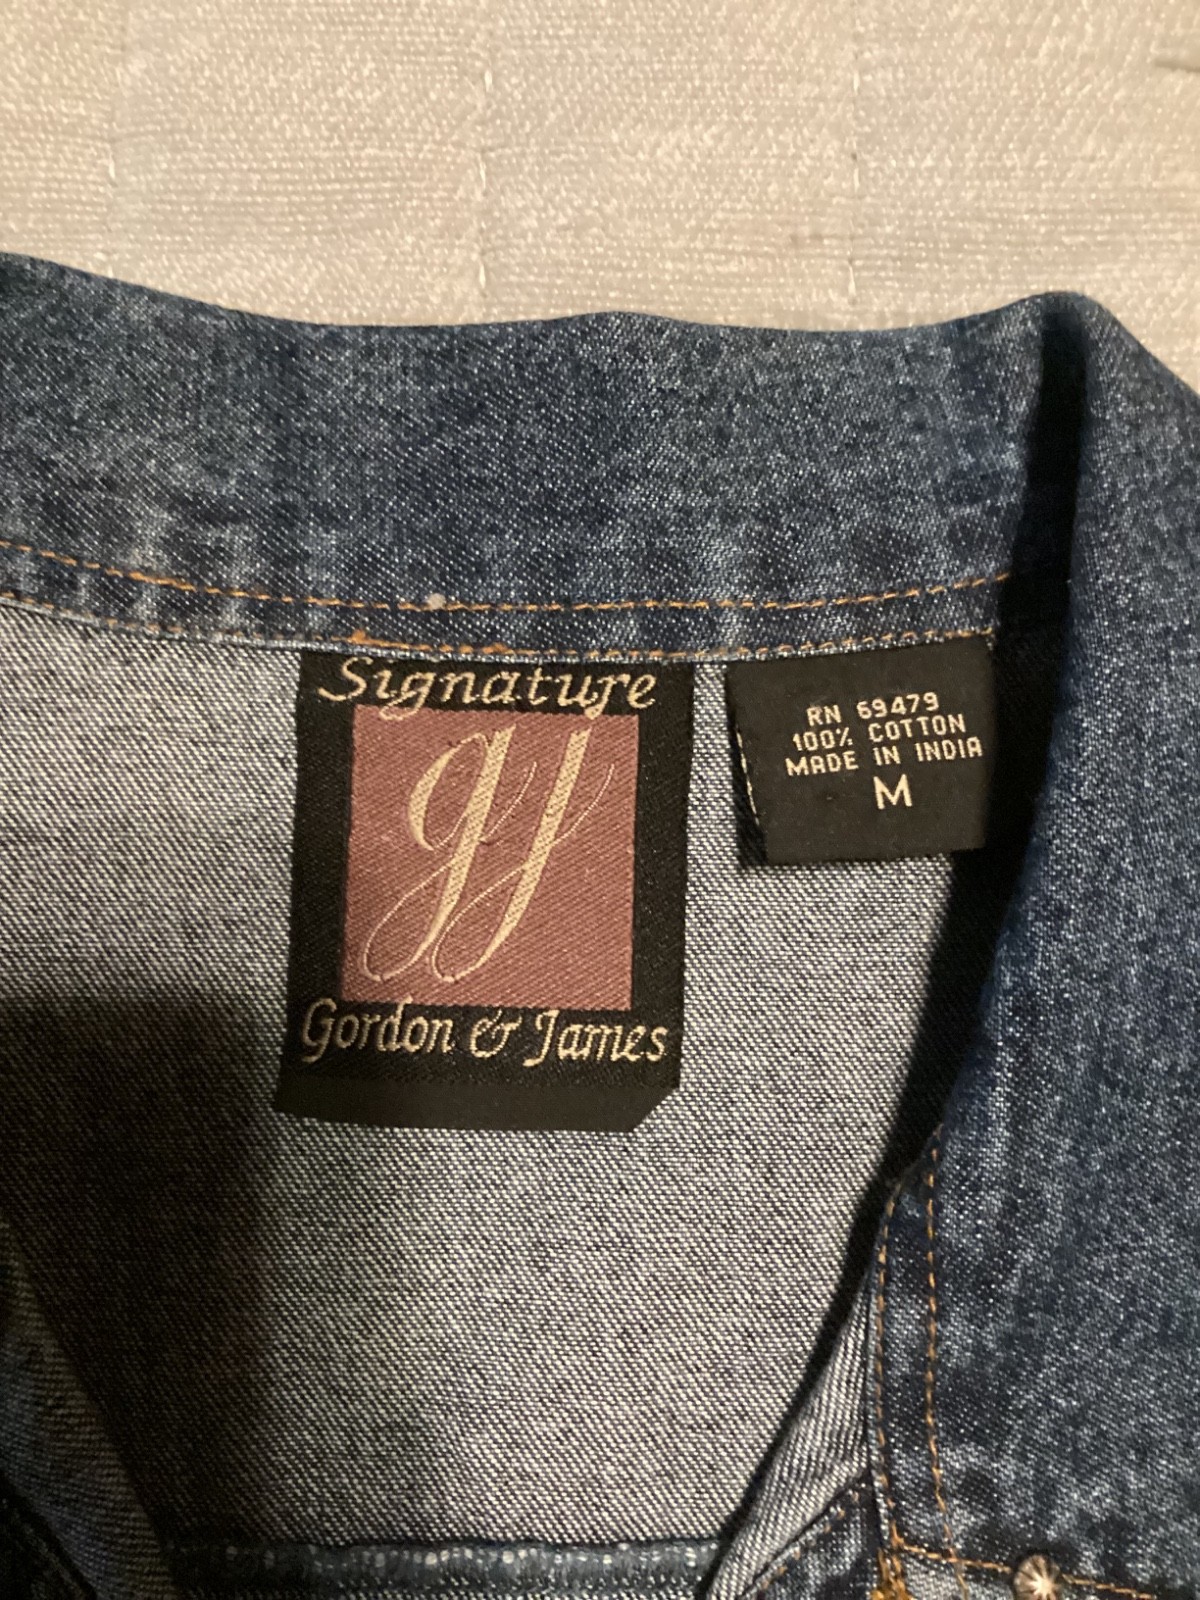 Signature
gj
Gordon & James
RN 69479
100% COTTON
MADE IN INDIA
M